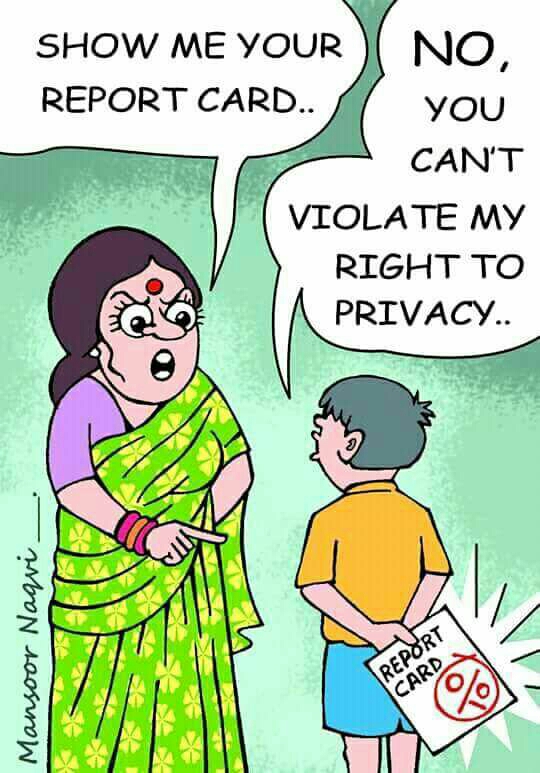 SHOW ME YOUR
REPORT CARD..
NO,
YOU
CAN'T
VIOLATE MY
RIGHT TO
PRIVACY..
REPORT
CARD
%
Mansoor Naqvi